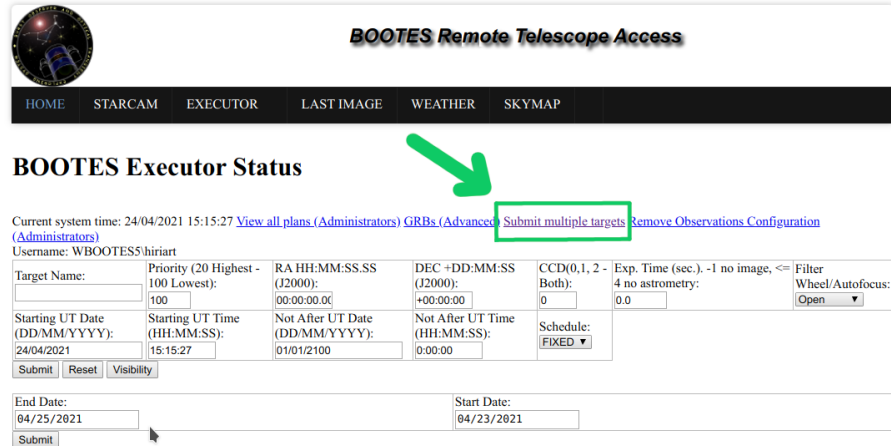 BOOTES Remote Telescope Access
HOME STARCAM EXECUTOR LAST IMAGE WEATHER SKYMAP
BOOTES Executor Status
Current system time: 24/04/2021 15:15:27 View all plans (Administrators) GRBs (Advanced) Submit multiple targets Remove Observations Configuration
(Administrators)
Username: WBOOTES5\hiriart
Target Name:
Priority (20 Highest -
100 Lowest):
100
RA HH:MM:SS.SS
(J2000):
00:00:00.0(
DEC +DD:MM:SS
(J2000):
+00:00:00
CCD(0,1, 2 -
Both):
0
Exp. Time (sec.). -1 no image, <=
4 no astrometry:
0.0
Filter
Wheel/Autofocus:
Open
Starting UT Date
(DD/MM/YYYY):
24/04/2021
Starting UT Time
(HH:MM:SS):
15:15:27
Not After UT Date
(DD/MM/YYYY):
01/01/2100
Not After UT Time
(HH:MM:SS):
0:00:00
Schedule:
FIXED
Submit Reset Visibility
End Date:
04/25/2021
Start Date:
04/23/2021
Submit